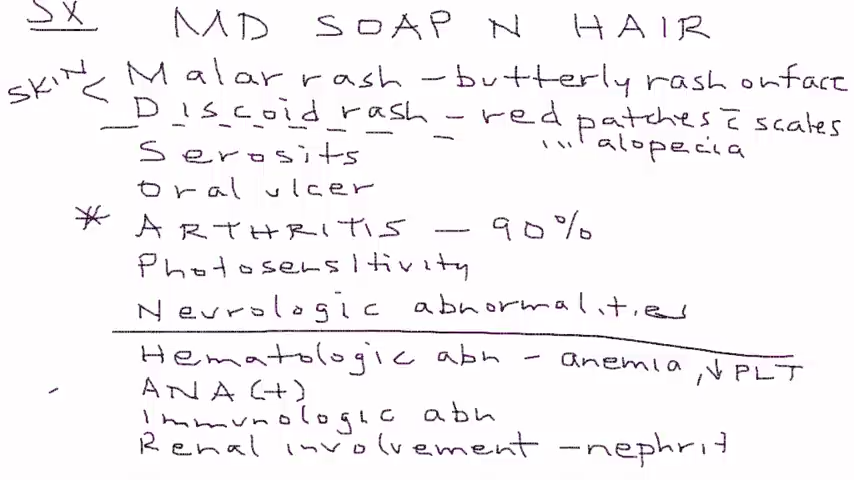 SX MD SOAP N HAIR
SKIN < Malar rash - butterly rash on face
Discoid rash - red patches c̄ scales
... alopecia
Serosits
Oral ulcer
* ARTHRITIS - 90%
Photosensitivity
Neurologic abnormalities
Hematologic abn - anemia, ↓ PLT
ANA (+)
Immunologic abn
Renal involvement - nephrit